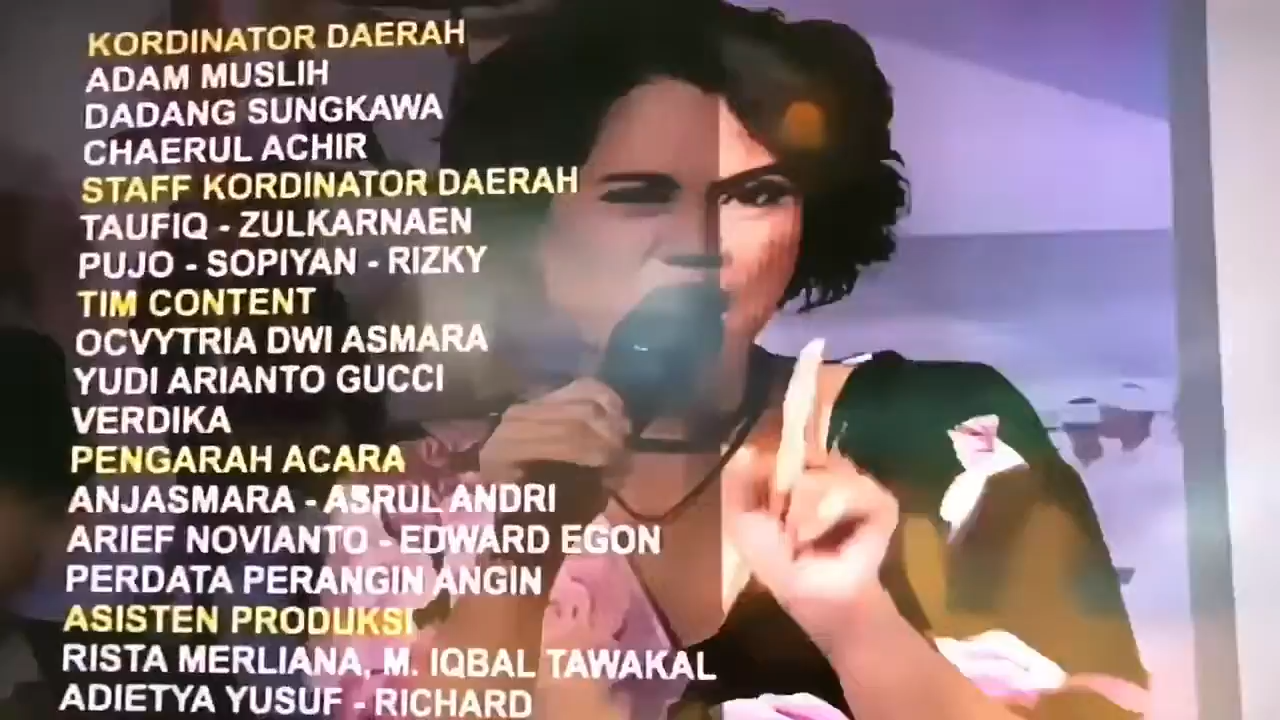 KORDINATOR DAERAH
ADAM MUSLIH
DADANG SUNGKAWA
CHAERUL ACHIR
STAFF KORDINATOR DAERAH
TAUFIQ - ZULKARNAEN
PUJO - SOPIYAN - RIZKY
TIM CONTENT
OCVYTRIA DWI ASMARA
YUDI ARIANTO GUCCI
VERDIKA
PENGARAH ACARA
ANJASMARA - ASRUL ANDRI
ARIEF NOVIANTO - EDWARD EGON
PERDATA PERANGIN ANGIN
ASISTEN PRODUKSI
RISTA MERLIANA, M. IQBAL TAWAKAL
ADIETYA YUSUF - RICHARD